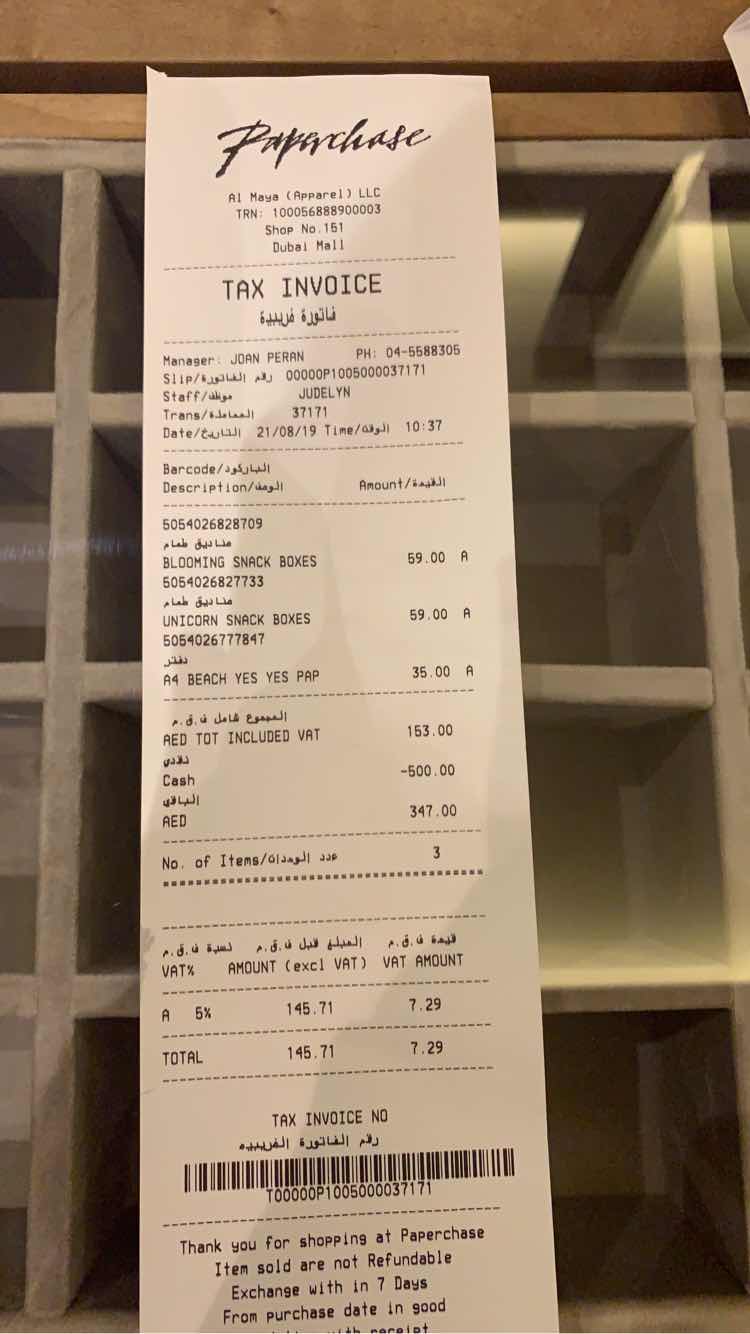 Paperchase
Al Maya (Apparel) LLC
TRN: 100056888900003
Shop No.151
Dubai Mall
TAX INVOICE
فاتورة ضريبية
Manager: JOAN PERAN PH: 04-5588305
Slip/رقم الفاتورة 00000P1005000037171
Staff/موظف JUDELYN
Trans/المعاملة 37171
Date/التاريخ 21/08/19 Time/الوقت 10:37
Barcode/الباركود
Description/الوصف Amount/القيمة
5054026828709
صناديق طعام
BLOOMING SNACK BOXES 59.00 A
5054026827733
صناديق طعام
UNICORN SNACK BOXES 59.00 A
5054026777847
دفتر
A4 BEACH YES YES PAP 35.00 A
المجموع شامل ض.ق.م
AED TOT INCLUDED VAT 153.00
نقدي
Cash -500.00
الباقي
AED 347.00
No. of Items/عدد الوحدات 3
نسبة ض.ق.م المبلغ قبل ض.ق.م قيمة ض.ق.م
VAT% AMOUNT (excl VAT) VAT AMOUNT
A 5% 145.71 7.29
TOTAL 145.71 7.29
TAX INVOICE NO
رقم الفاتورة الضريبيه
T00000P1005000037171
Thank you for shopping at Paperchase
Item sold are not Refundable
Exchange with in 7 Days
From purchase date in good
with receipt